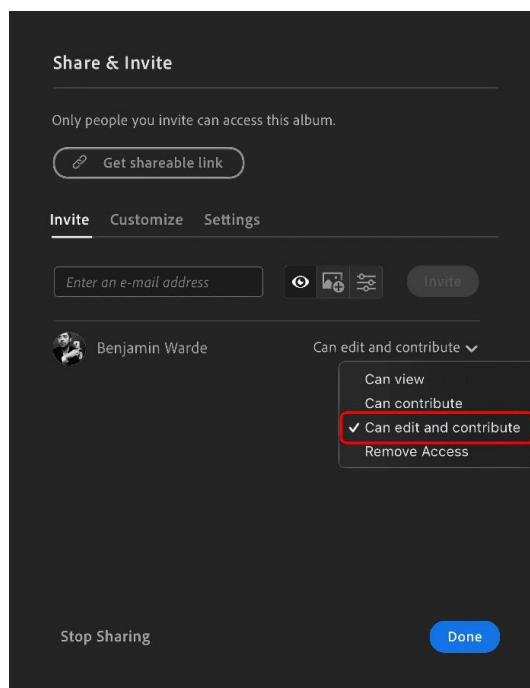 Share & Invite
Only people you invite can access this album.
Get shareable link
Invite Customize Settings
Enter an e-mail address Invite
Benjamin Warde Can edit and contribute
Can view
Can contribute
✓ Can edit and contribute
Remove Access
Stop Sharing Done